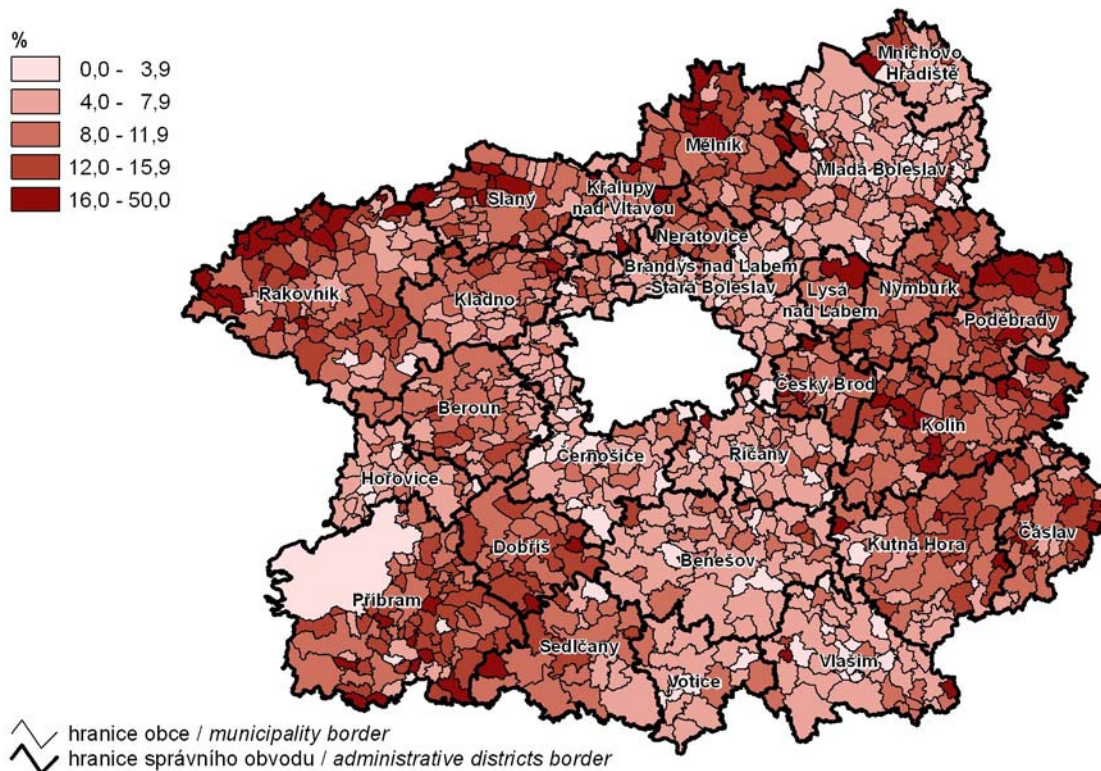 %
0,0 - 3,9
4,0 - 7,9
8,0 - 11,9
12,0 - 15,9
16,0 - 50,0
Mnichovo
Hradiště
Mělník
Mladá Boleslav
Slaný
Kralupy
nad Vltavou
Neratovice
Brandýs nad Labem
Stará Boleslav
Lysá
nad Labem
Nymburk
Rakovník
Kladno
Poděbrady
Český Brod
Beroun
Kolín
Černošice
Říčany
Hořovice
Dobříš
Benešov
Kutná Hora
Čáslav
Příbram
Sedlčany
Vlašim
Votice
hranice obce / municipality border
hranice správního obvodu / administrative districts border